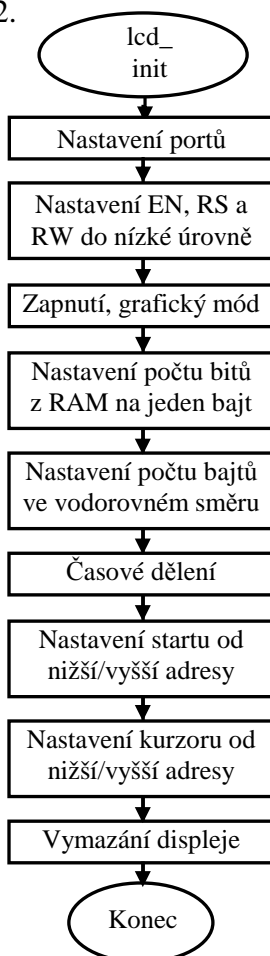 2.
lcd_
init
Nastavení portů
Nastavení EN, RS a
RW do nízké úrovně
Zapnutí, grafický mód
Nastavení počtu bitů
z RAM na jeden bajt
Nastavení počtu bajtů
ve vodorovném směru
Časové dělení
Nastavení startu od
nižší/vyšší adresy
Nastavení kurzoru od
nižší/vyšší adresy
Vymazání displeje
Konec